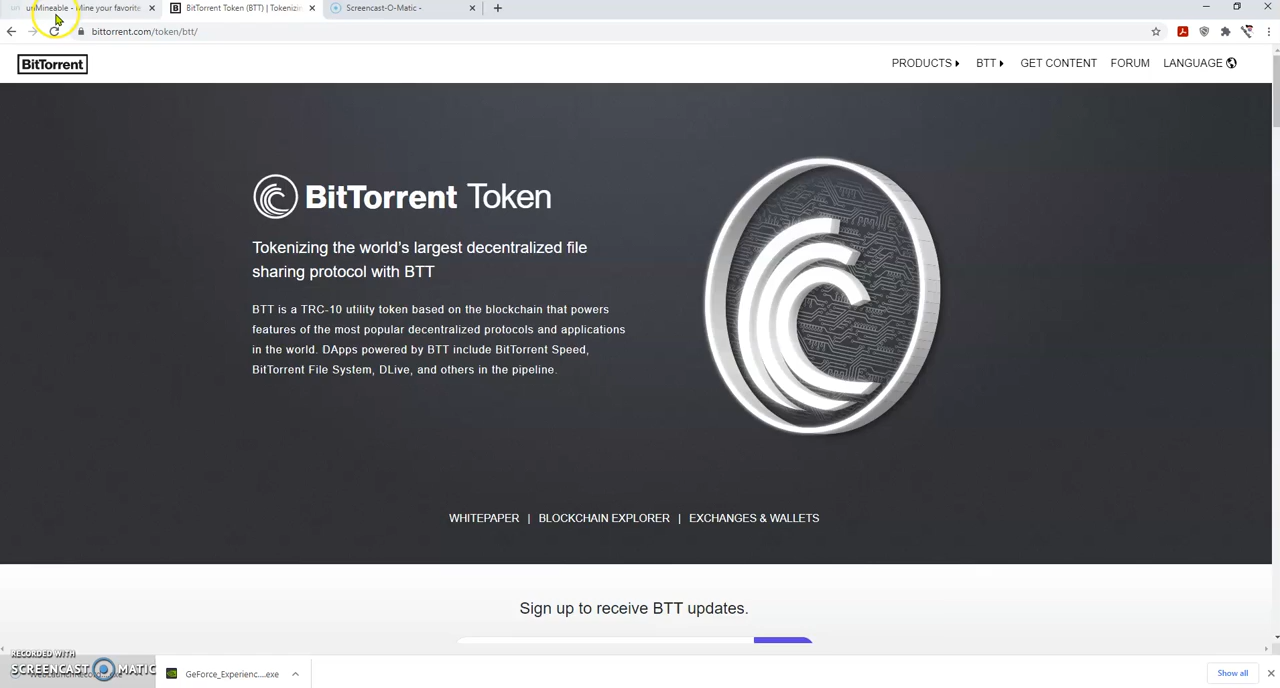 unMineable - Mine your favorite
BitTorrent Token (BTT) | Tokenizin
Screencast-O-Matic -
bittorrent.com/token/btt/
BitTorrent
PRODUCTS
BTT
GET CONTENT
FORUM
LANGUAGE
BitTorrent Token
Tokenizing the world's largest decentralized file
sharing protocol with BTT
BTT is a TRC-10 utility token based on the blockchain that powers
features of the most popular decentralized protocols and applications
in the world. DApps powered by BTT include BitTorrent Speed,
BitTorrent File System, DLive, and others in the pipeline.
WHITEPAPER | BLOCKCHAIN EXPLORER | EXCHANGES & WALLETS
Sign up to receive BTT updates.
RECORDED WITH
SCREENCAST MATIC
GeForce_Experienc....exe
Show all